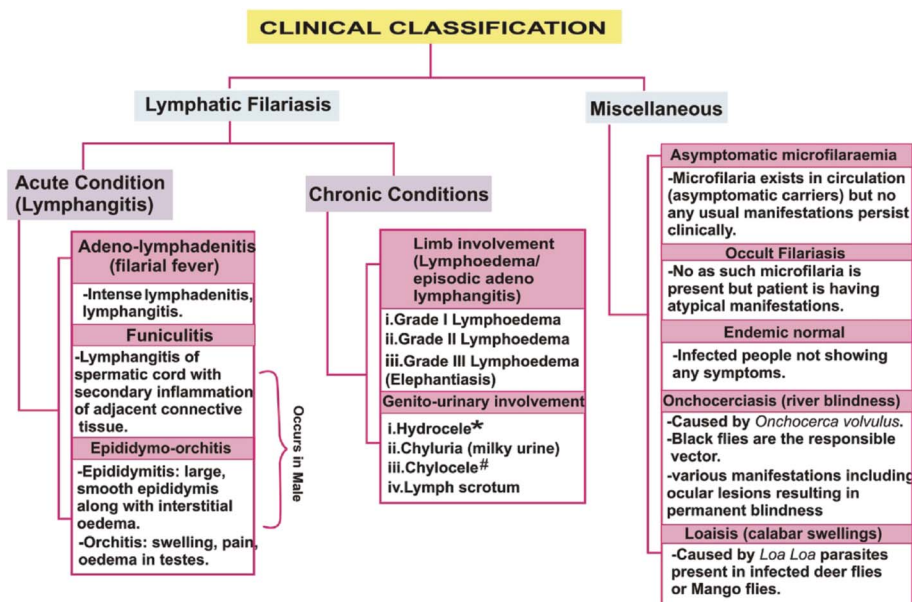 CLINICAL CLASSIFICATION
Lymphatic Filariasis
Acute Condition
(Lymphangitis)
Adeno-lymphadenitis
(filarial fever)
-Intense lymphadenitis,
lymphangitis.
Funiculitis
-Lymphangitis of
spermatic cord with
secondary inflammation
of adjacent connective
tissue.
Epididymo-orchitis
-Epididymitis: large,
smooth epididymis
along with interstitial
oedema.
-Orchitis: swelling, pain,
oedema in testes.
Occurs in Male
Chronic Conditions
Limb involvement
(Lymphoedema/
episodic adeno
lymphangitis)
i.Grade I Lymphoedema
ii.Grade II Lymphoedema
iii.Grade III Lymphoedema
(Elephantiasis)
Genito-urinary involvement
i.Hydrocele*
ii.Chyluria (milky urine)
iii.Chylocele#
iv.Lymph scrotum
Miscellaneous
Asymptomatic microfilaraemia
-Microfilaria exists in
circulation
(asymptomatic carriers) but no
any usual manifestations persist
clinically.
Occult Filariasis
-No as such microfilaria is
present but patient is having
atypical manifestations.
Endemic normal
-Infected people not showing
any symptoms.
Onchocerciasis (river blindness)
-Caused by Onchocerca volvulus.
-Black flies are the responsible
vector.
-various manifestations including
ocular lesions resulting in
permanent blindness
Loaisis (calabar swellings)
-Caused by Loa Loa parasites
present in infected deer flies
or Mango flies.